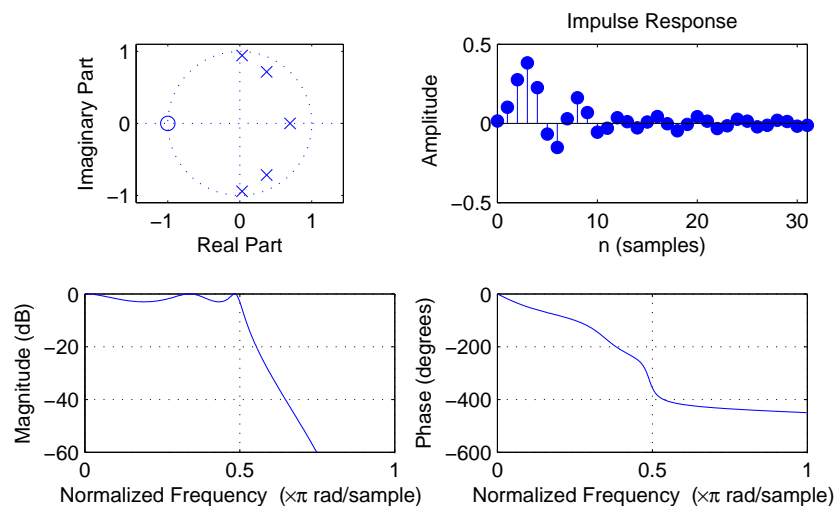 Impulse Response
1
0
−1
Imaginary Part
−1 0 1
Real Part
0.5
0
−0.5
Amplitude
0 10 20 30
n (samples)
0
−20
−40
−60
Magnitude (dB)
0 0.5 1
Normalized Frequency (×π rad/sample)
0
−200
−400
−600
Phase (degrees)
0 0.5 1
Normalized Frequency (×π rad/sample)